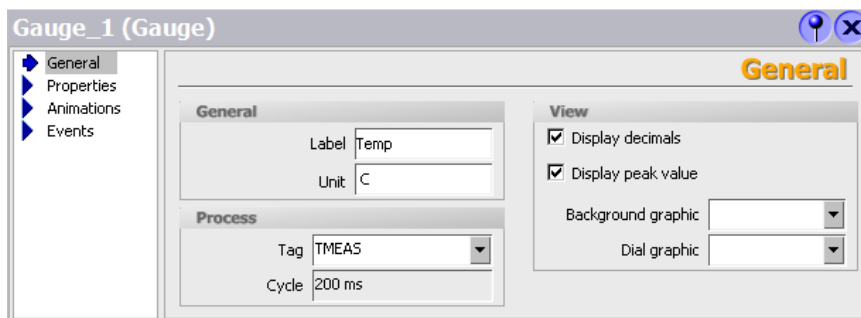 Gauge_1 (Gauge)
General
Properties
Animations
Events
General
General
Label Temp
Unit C
Process
Tag TMEAS
Cycle 200 ms
View
Display decimals
Display peak value
Background graphic
Dial graphic